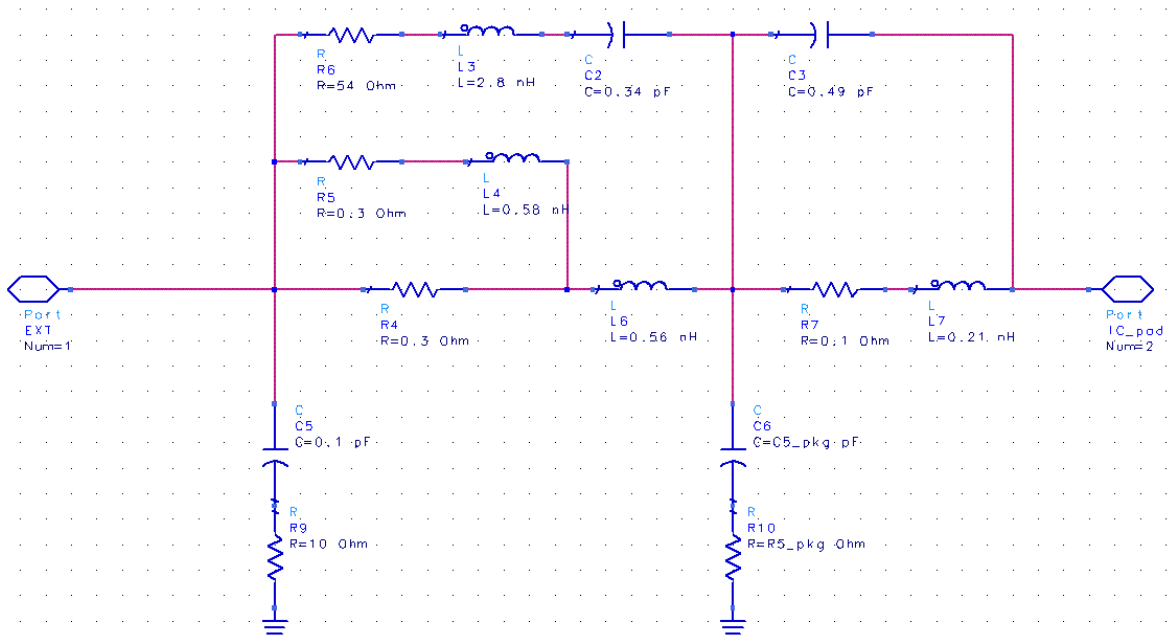 R
R6
R=54 Ohm
L
L3
L=2.8 nH
C
C2
C=0.34 pF
C
C3
C=0.49 pF
R
R5
R=0.3 Ohm
L
L4
L=0.58 nH
Port
EXT
Num=1
R
R4
R=0.3 Ohm
L
L6
L=0.56 nH
R
R7
R=0.1 Ohm
L
L7
L=0.21 nH
Port
IC_pad
Num=2
C
C5
C=0.1 pF
C
C6
C=C5_pkg pF
R
R9
R=10 Ohm
R
R10
R=R5_pkg Ohm